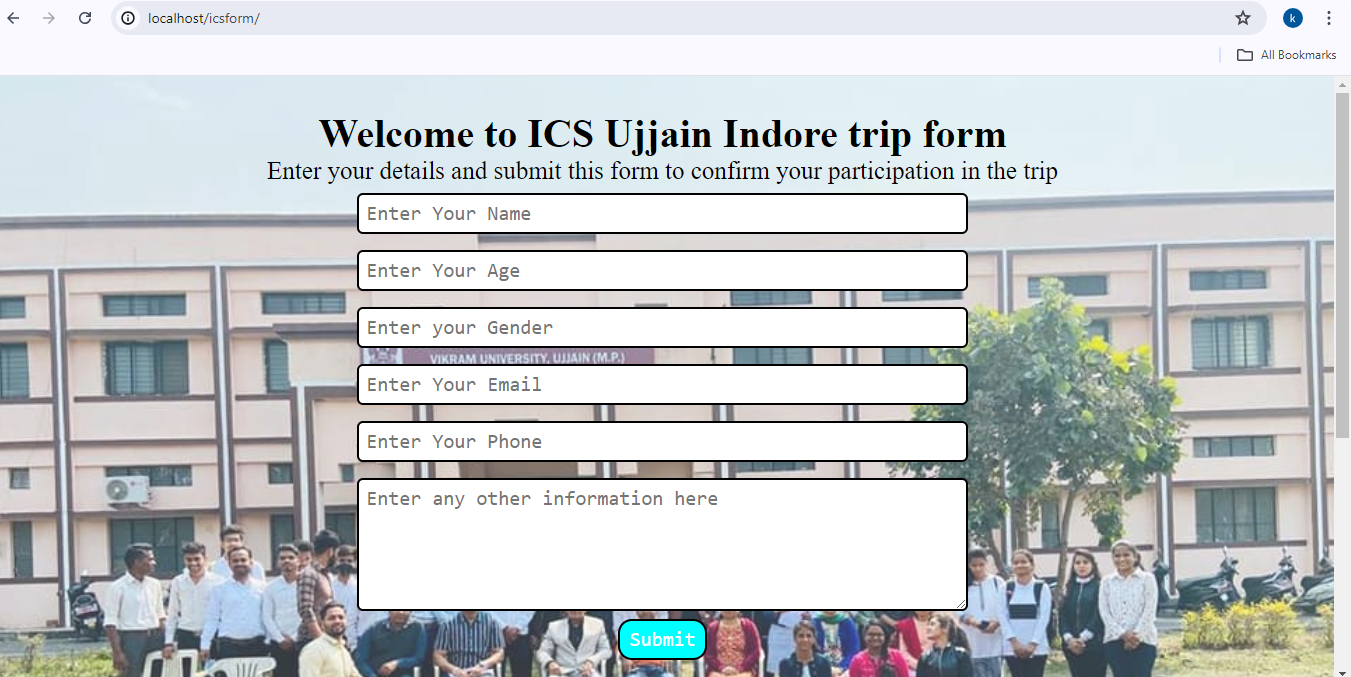 localhost/icsform/
k
All Bookmarks
Welcome to ICS Ujjain Indore trip form
Enter your details and submit this form to confirm your participation in the trip
Enter Your Name
Enter Your Age
Enter your Gender
VIKRAM UNIVERSITY, UJJAIN (M.P.)
Enter Your Email
Enter Your Phone
Enter any other information here
Submit